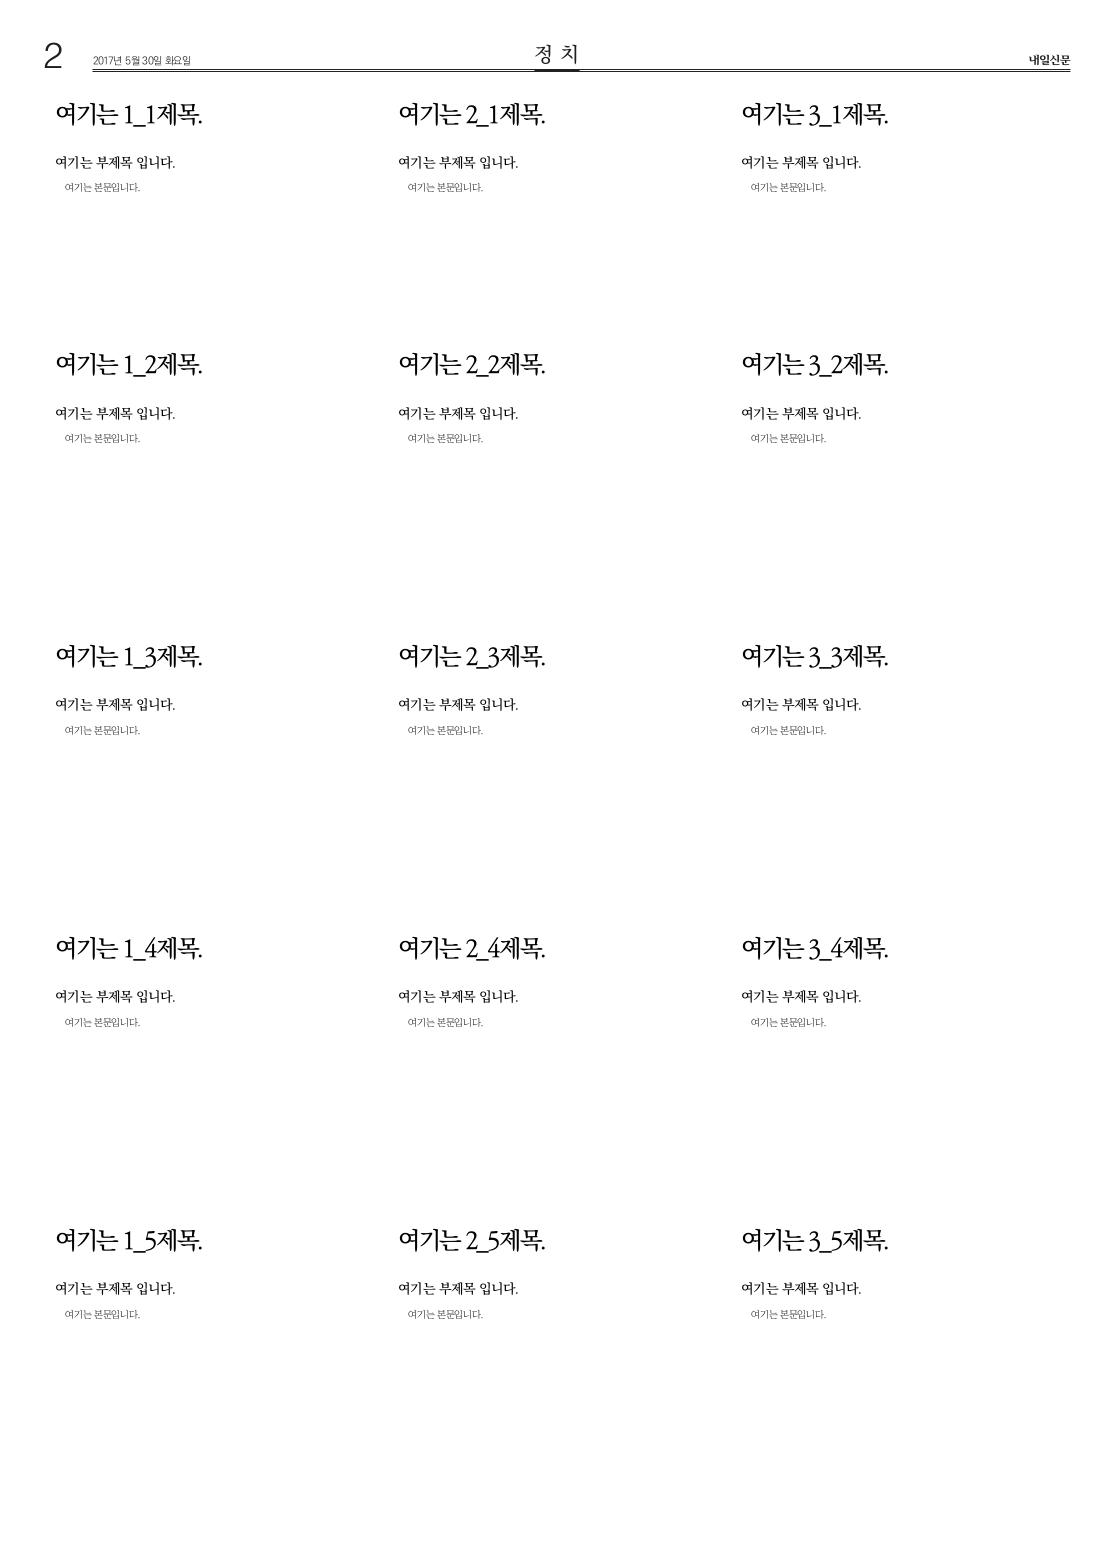 2
2017년 5월 30일 화요일
정 치
내일신문
여기는 1_1제목.
여기는 부제목 입니다.
여기는 본문입니다.
여기는 2_1제목.
여기는 부제목 입니다.
여기는 본문입니다.
여기는 3_1제목.
여기는 부제목 입니다.
여기는 본문입니다.
여기는 1_2제목.
여기는 부제목 입니다.
여기는 본문입니다.
여기는 2_2제목.
여기는 부제목 입니다.
여기는 본문입니다.
여기는 3_2제목.
여기는 부제목 입니다.
여기는 본문입니다.
여기는 1_3제목.
여기는 부제목 입니다.
여기는 본문입니다.
여기는 2_3제목.
여기는 부제목 입니다.
여기는 본문입니다.
여기는 3_3제목.
여기는 부제목 입니다.
여기는 본문입니다.
여기는 1_4제목.
여기는 부제목 입니다.
여기는 본문입니다.
여기는 2_4제목.
여기는 부제목 입니다.
여기는 본문입니다.
여기는 3_4제목.
여기는 부제목 입니다.
여기는 본문입니다.
여기는 1_5제목.
여기는 부제목 입니다.
여기는 본문입니다.
여기는 2_5제목.
여기는 부제목 입니다.
여기는 본문입니다.
여기는 3_5제목.
여기는 부제목 입니다.
여기는 본문입니다.